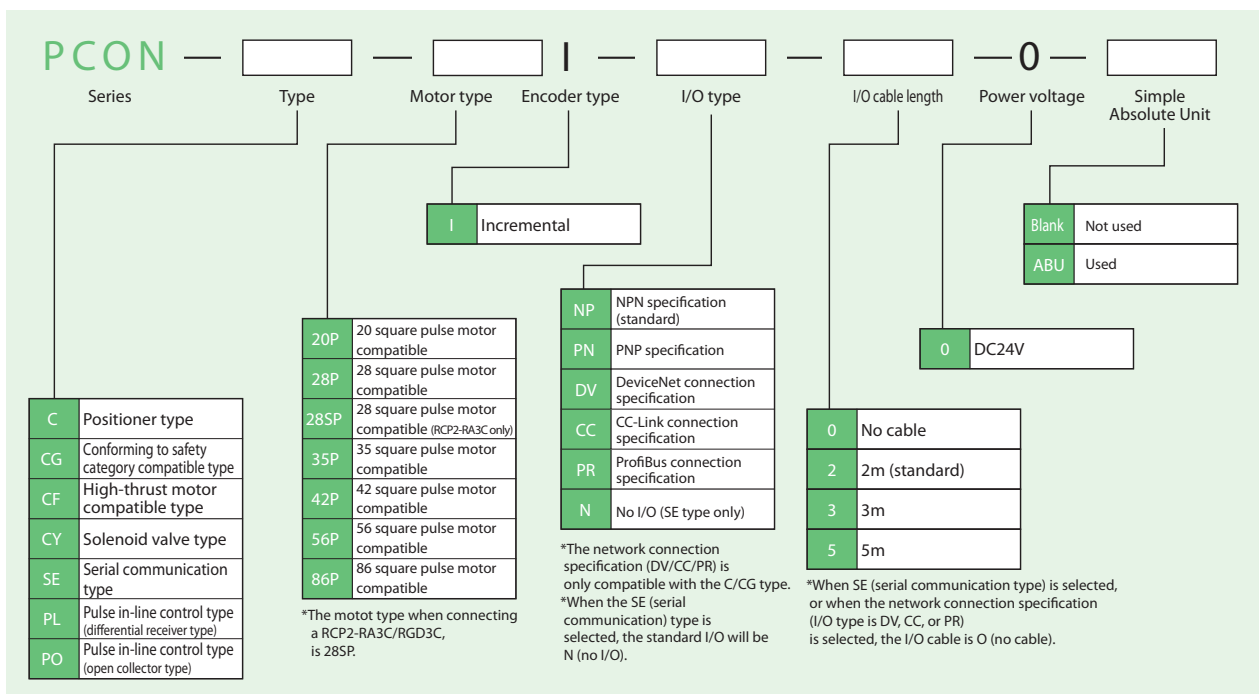 PCON — — I — — — 0 —
Series
Type
Motor type
Encoder type
I/O type
I/O cable length
Power voltage
Simple
Absolute Unit
I Incremental
Blank Not used
ABU Used
0 DC24V
C Positioner type
CG Conforming to safety
category compatible type
CF High-thrust motor
compatible type
CY Solenoid valve type
SE Serial communication
type
PL Pulse in-line control type
(differential receiver type)
PO Pulse in-line control type
(open collector type)
20P 20 square pulse motor
compatible
28P 28 square pulse motor
compatible
28SP 28 square pulse motor
compatible (RCP2-RA3C only)
35P 35 square pulse motor
compatible
42P 42 square pulse motor
compatible
56P 56 square pulse motor
compatible
86P 86 square pulse motor
compatible
*The motot type when connecting
a RCP2-RA3C/RGD3C,
is 28SP.
NP NPN specification
(standard)
PN PNP specification
DV DeviceNet connection
specification
CC CC-Link connection
specification
PR ProfiBus connection
specification
N No I/O (SE type only)
*The network connection
specification (DV/CC/PR) is
only compatible with the C/CG type.
*When the SE (serial
communication) type is
selected, the standard I/O will be
N (no I/O).
0 No cable
2 2m (standard)
3 3m
5 5m
*When SE (serial communication type) is selected,
or when the network connection specification
(I/O type is DV, CC, or PR)
is selected, the I/O cable is O (no cable).